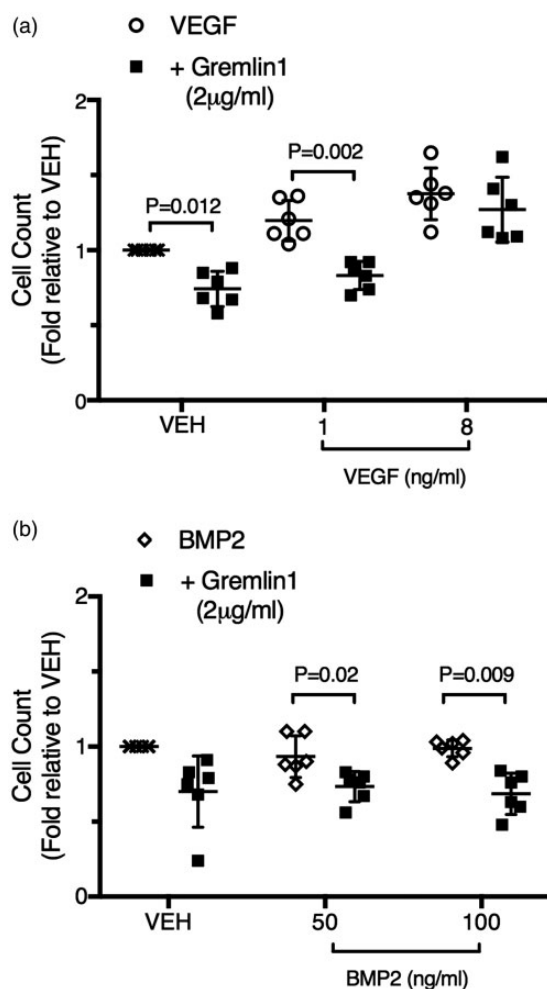 (a)
VEGF
+ Gremlin1
(2µg/ml)
2
P=0.002
P=0.012
1
0
Cell Count
(Fold relative to VEH)
VEH
1
8
VEGF (ng/ml)
(b)
BMP2
+ Gremlin1
(2µg/ml)
2
P=0.02
P=0.009
1
0
Cell Count
(Fold relative to VEH)
VEH
50
100
BMP2 (ng/ml)